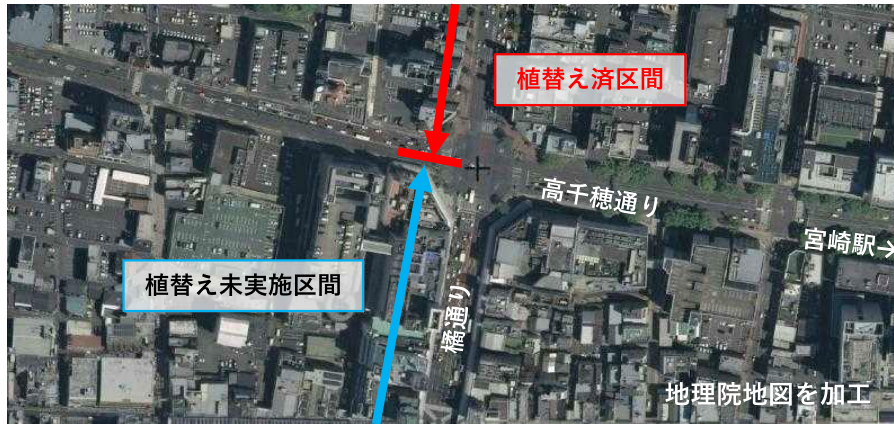 植替え済区間
高千穂通り
宮崎駅→
植替え未実施区間
橘通り
地理院地図を加工